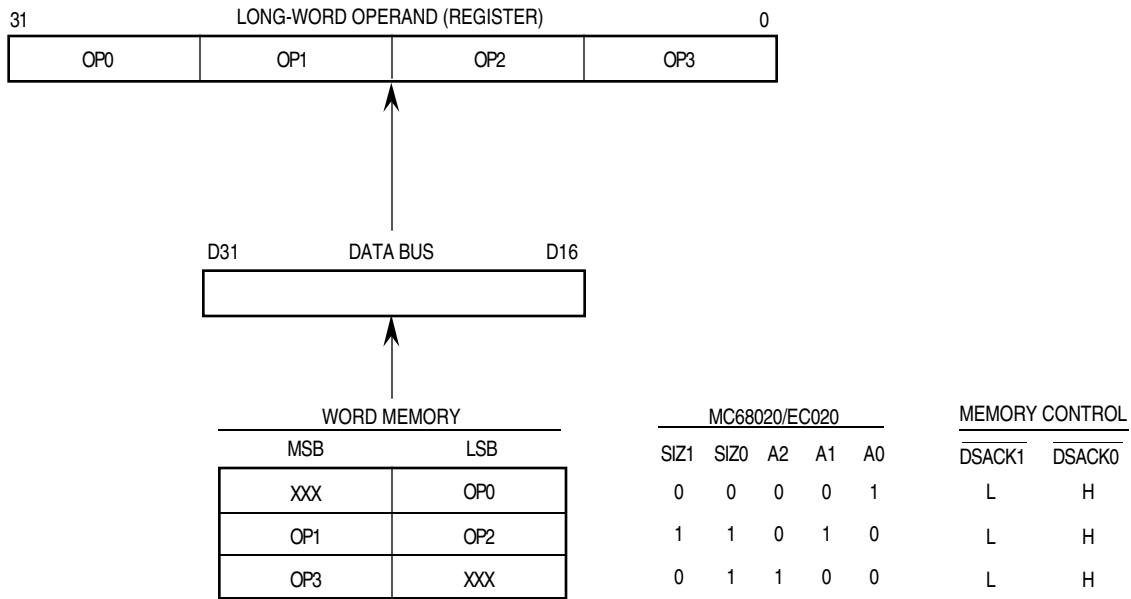 31 LONG-WORD OPERAND (REGISTER) 0
OP0 OP1 OP2 OP3
D31 DATA BUS D16
WORD MEMORY MC68020/EC020 MEMORY CONTROL
MSB LSB SIZ1 SIZ0 A2 A1 A0 DSACK1 DSACK0
XXX OP0 0 0 0 0 1 L H
OP1 OP2 1 1 0 1 0 L H
OP3 XXX 0 1 1 0 0 L H